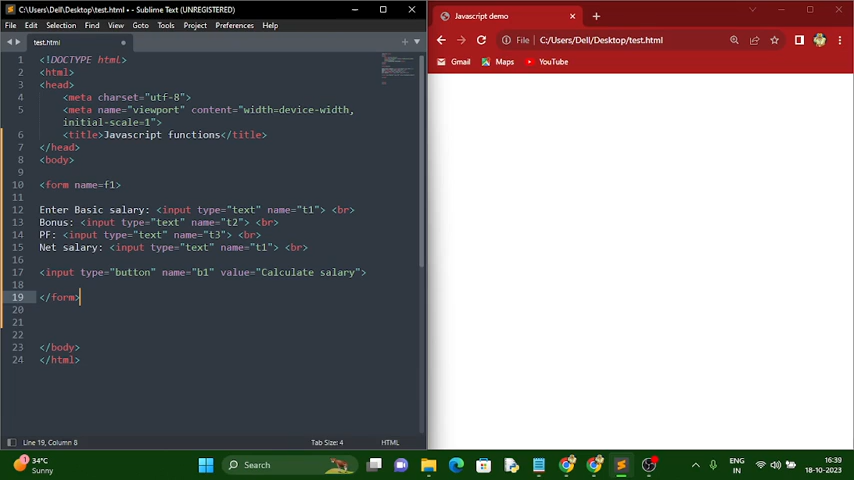 C:\Users\Dell\Desktop\test.html • - Sublime Text (UNREGISTERED)
File Edit Selection Find View Goto Tools Project Preferences Help
test.html
1 <!DOCTYPE html>
2 <html>
3 <head>
4 <meta charset="utf-8">
5 <meta name="viewport" content="width=device-width,
initial-scale=1">
6 <title>Javascript functions</title>
7 </head>
8 <body>
9
10 <form name=f1>
11
12 Enter Basic salary: <input type="text" name="t1"> <br>
13 Bonus: <input type="text" name="t2"> <br>
14 PF: <input type="text" name="t3"> <br>
15 Net salary: <input type="text" name="t1"> <br>
16
17 <input type="button" name="b1" value="Calculate salary">
18
19 </form>
20
21
22
23 </body>
24 </html>
Line 19, Column 8 Tab Size: 4 HTML
Javascript demo
File C:/Users/Dell/Desktop/test.html
Gmail Maps YouTube
34°C
Sunny
Search
ENG
IN
16:39
18-10-2023